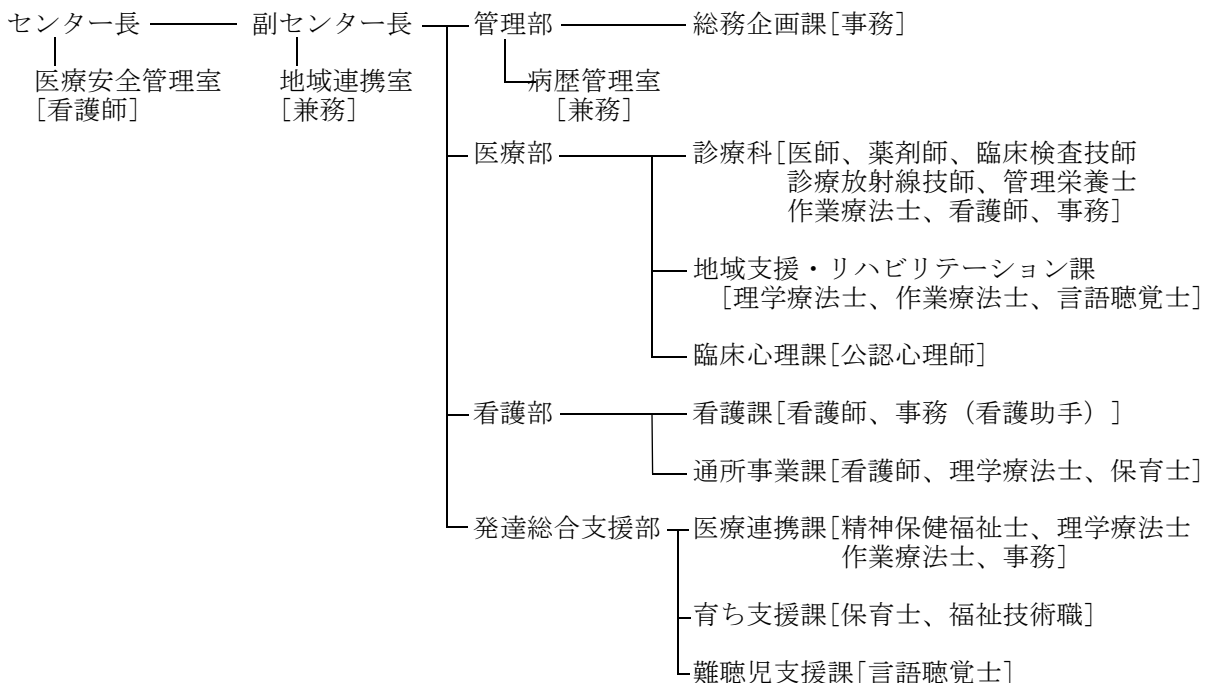 センター長 副センター長 管理部 総務企画課[事務]
医療安全管理室 地域連携室 病歴管理室
[看護師] [兼務] [兼務]
医療部 診療科[医師、薬剤師、臨床検査技師
診療放射線技師、管理栄養士
作業療法士、看護師、事務]
地域支援・リハビリテーション課
[理学療法士、作業療法士、言語聴覚士]
臨床心理課[公認心理師]
看護部 看護課[看護師、事務（看護助手）]
通所事業課[看護師、理学療法士、保育士]
発達総合支援部 医療連携課[精神保健福祉士、理学療法士
作業療法士、事務]
育ち支援課[保育士、福祉技術職]
難聴児支援課[言語聴覚士]